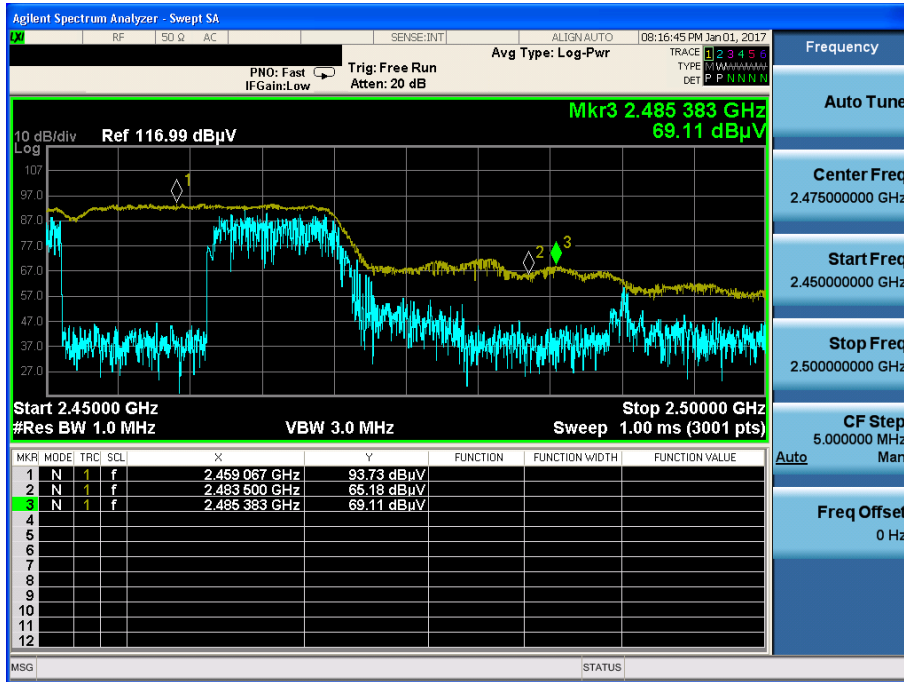 Agilent Spectrum Analyzer - Swept SA
LXI RF 50 Ω AC SENSE:INT ALIGN AUTO 08:16:45 PM Jan 01, 2017
PNO: Fast
IFGain:Low
Trig: Free Run
Atten: 20 dB
Avg Type: Log-Pwr
TRACE 1 2 3 4 5 6
TYPE M W W W W W
DET P P N N N N
Mkr3 2.485 383 GHz
69.11 dBµV
10 dB/div Ref 116.99 dBµV
Log
107
97.0
87.0
77.0
67.0
57.0
47.0
37.0
27.0
1
2
3
Start 2.45000 GHz Stop 2.50000 GHz
#Res BW 1.0 MHz VBW 3.0 MHz Sweep 1.00 ms (3001 pts)
MKR MODE TRC SCL X Y FUNCTION FUNCTION WIDTH FUNCTION VALUE
1 N 1 f 2.459 067 GHz 93.73 dBµV
2 N 1 f 2.483 500 GHz 65.18 dBµV
3 N 1 f 2.485 383 GHz 69.11 dBµV
4
5
6
7
8
9
10
11
12
MSG STATUS
Frequency
Auto Tune
Center Freq
2.475000000 GHz
Start Freq
2.450000000 GHz
Stop Freq
2.500000000 GHz
CF Step
5.000000 MHz
Auto Man
Freq Offset
0 Hz